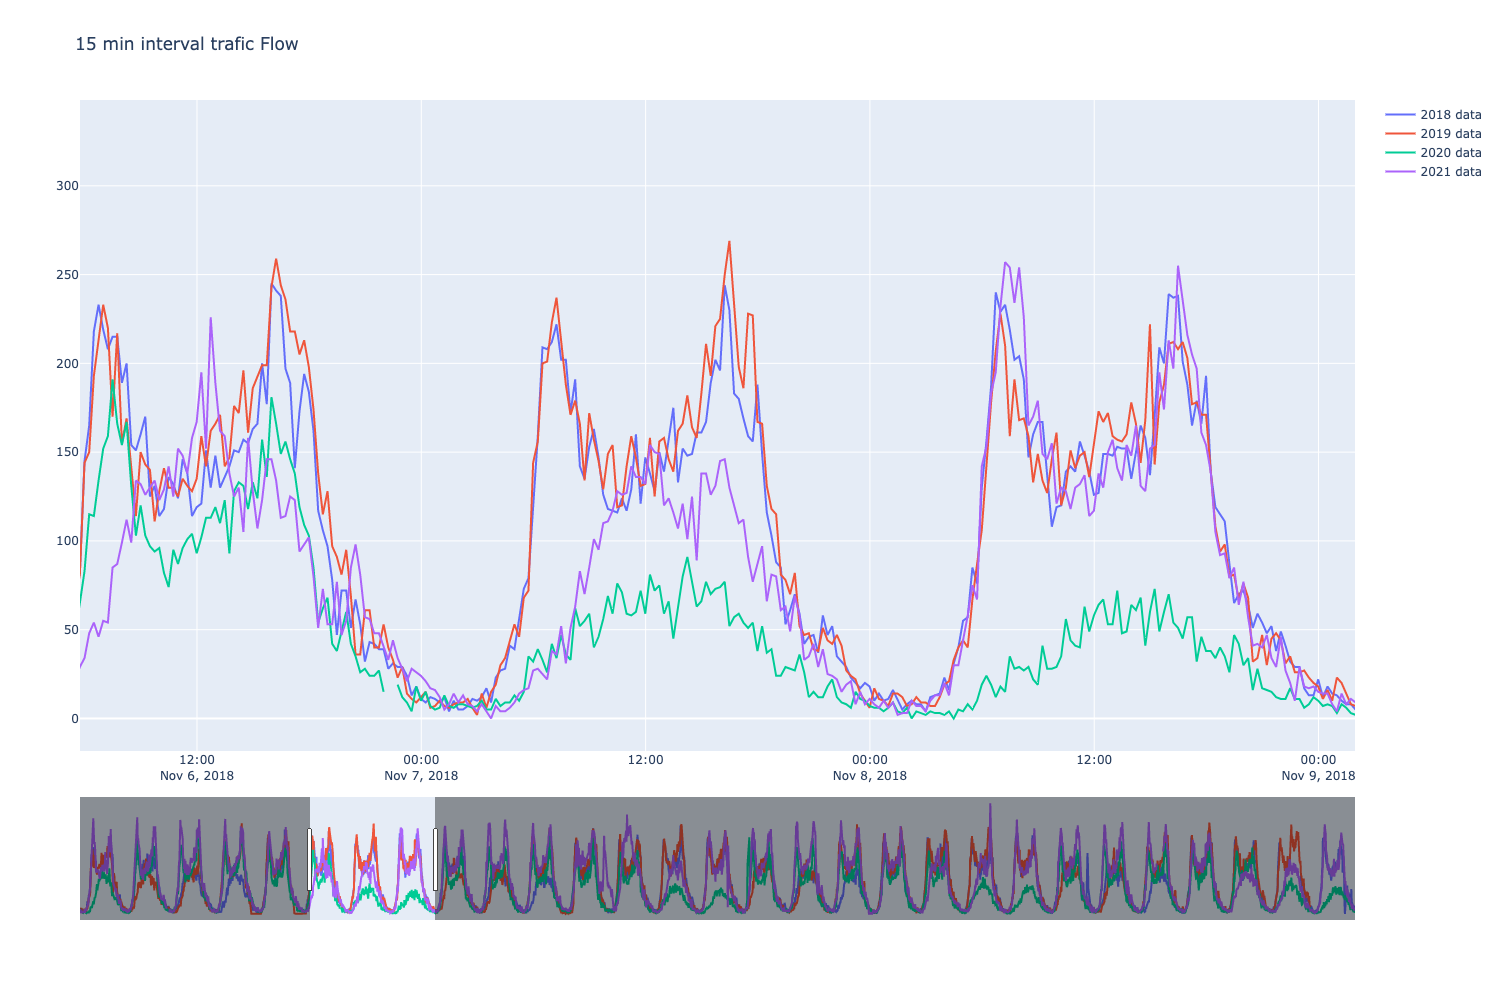 15 min interval trafic Flow
2018 data
2019 data
2020 data
2021 data
300
250
200
150
100
50
0
12:00 00:00 12:00 00:00 12:00 00:00
Nov 6, 2018 Nov 7, 2018 Nov 8, 2018 Nov 9, 2018